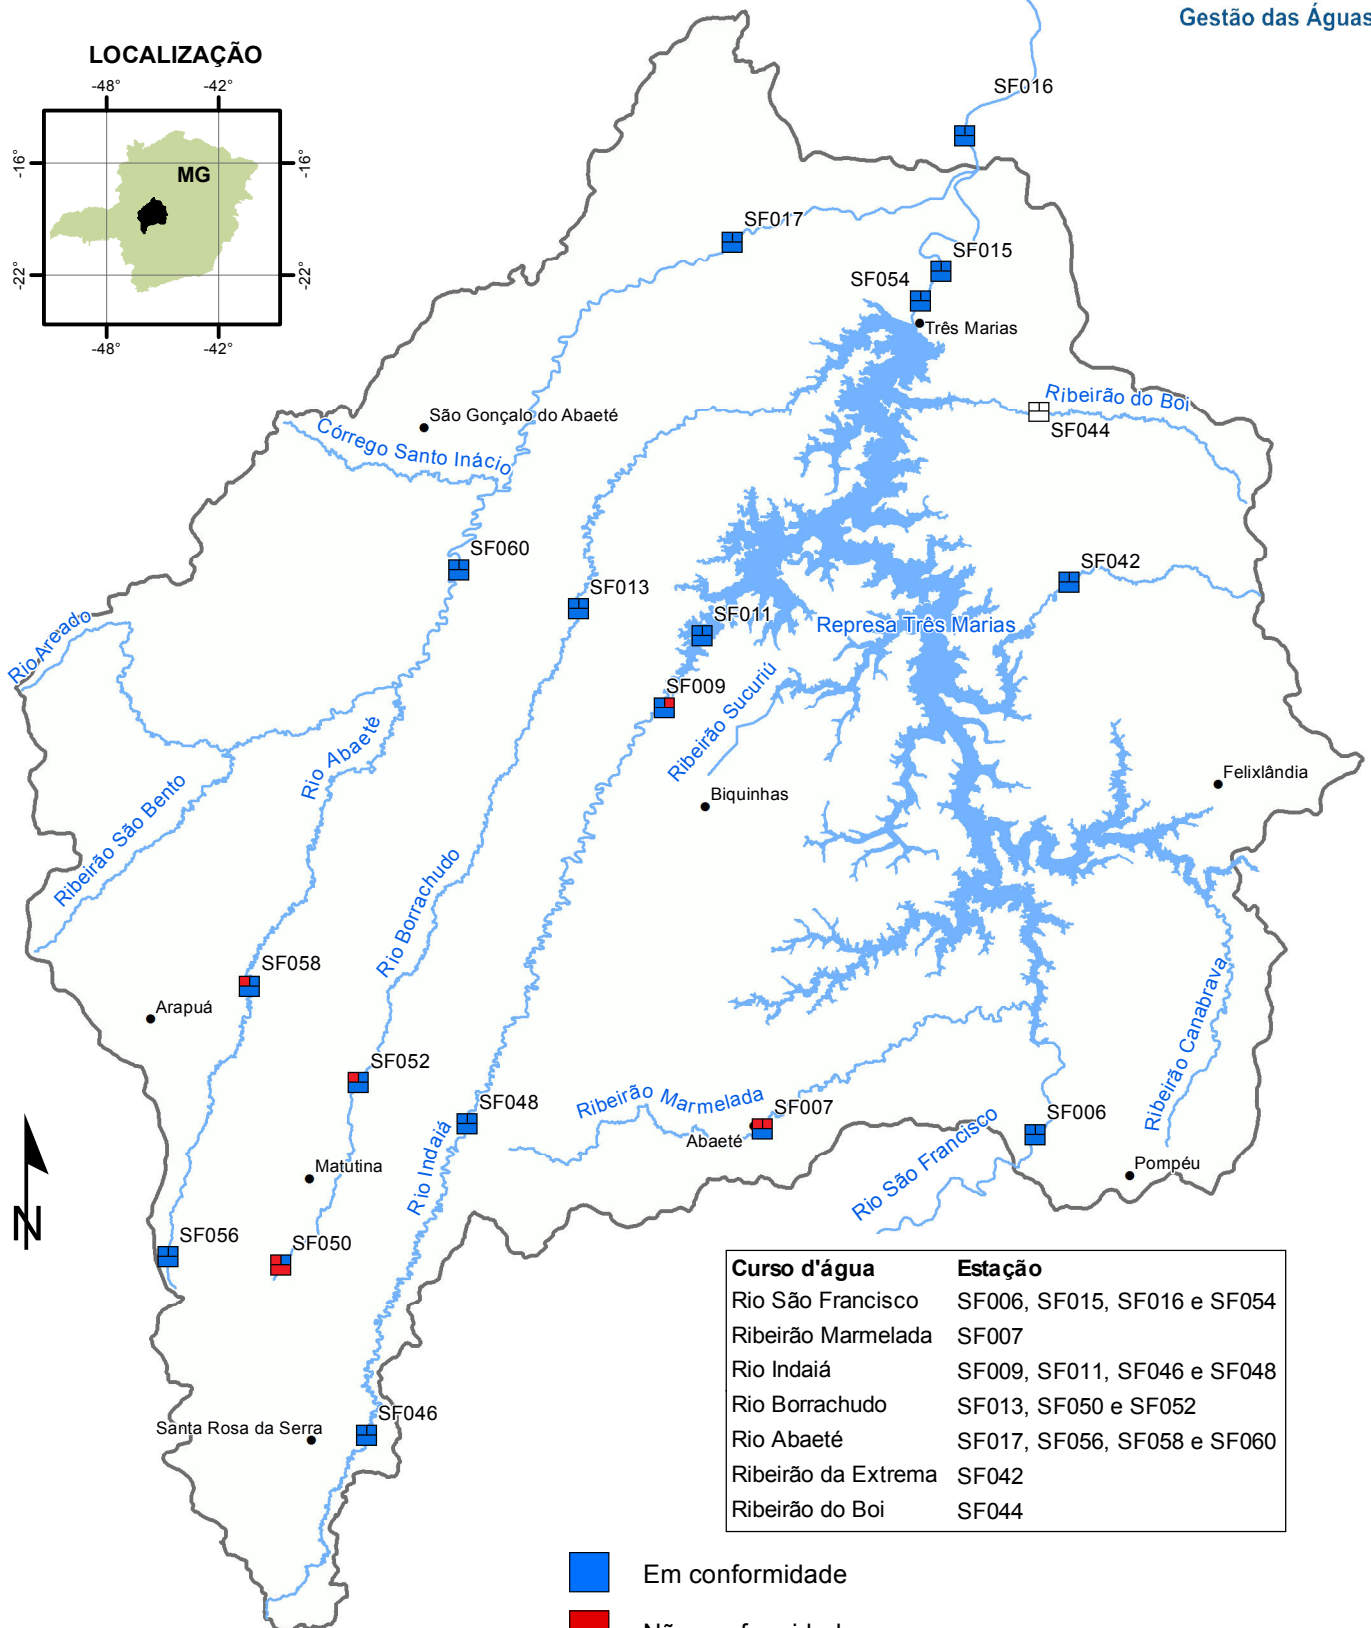 Gestão das Águas
LOCALIZAÇÃO
-48°
-42°
-16°
-16°
MG
-22°
-22°
-48°
-42°
SF016
SF017
SF015
SF054
Três Marias
Ribeirão do Boi
SF044
São Gonçalo do Abaeté
Córrego Santo Inácio
SF060
SF042
SF013
SF011
Represa Três Marias
Rio Areado
SF009
Ribeirão Sucuriú
Rio Abaeté
Biquinhas
Felixlândia
Ribeirão São Bento
Rio Borrachudo
SF058
Arapuá
Ribeirão Canabrava
SF052
SF048
Ribeirão Marmelada
SF007
Abaeté
SF006
Rio São Francisco
Pompéu
Matutina
Rio Indaiá
N
SF056
SF050
SF046
Santa Rosa da Serra
Curso d'água Estação
Rio São Francisco SF006, SF015, SF016 e SF054
Ribeirão Marmelada SF007
Rio Indaiá SF009, SF011, SF046 e SF048
Rio Borrachudo SF013, SF050 e SF052
Rio Abaeté SF017, SF056, SF058 e SF060
Ribeirão da Extrema SF042
Ribeirão do Boi SF044
Em conformidade